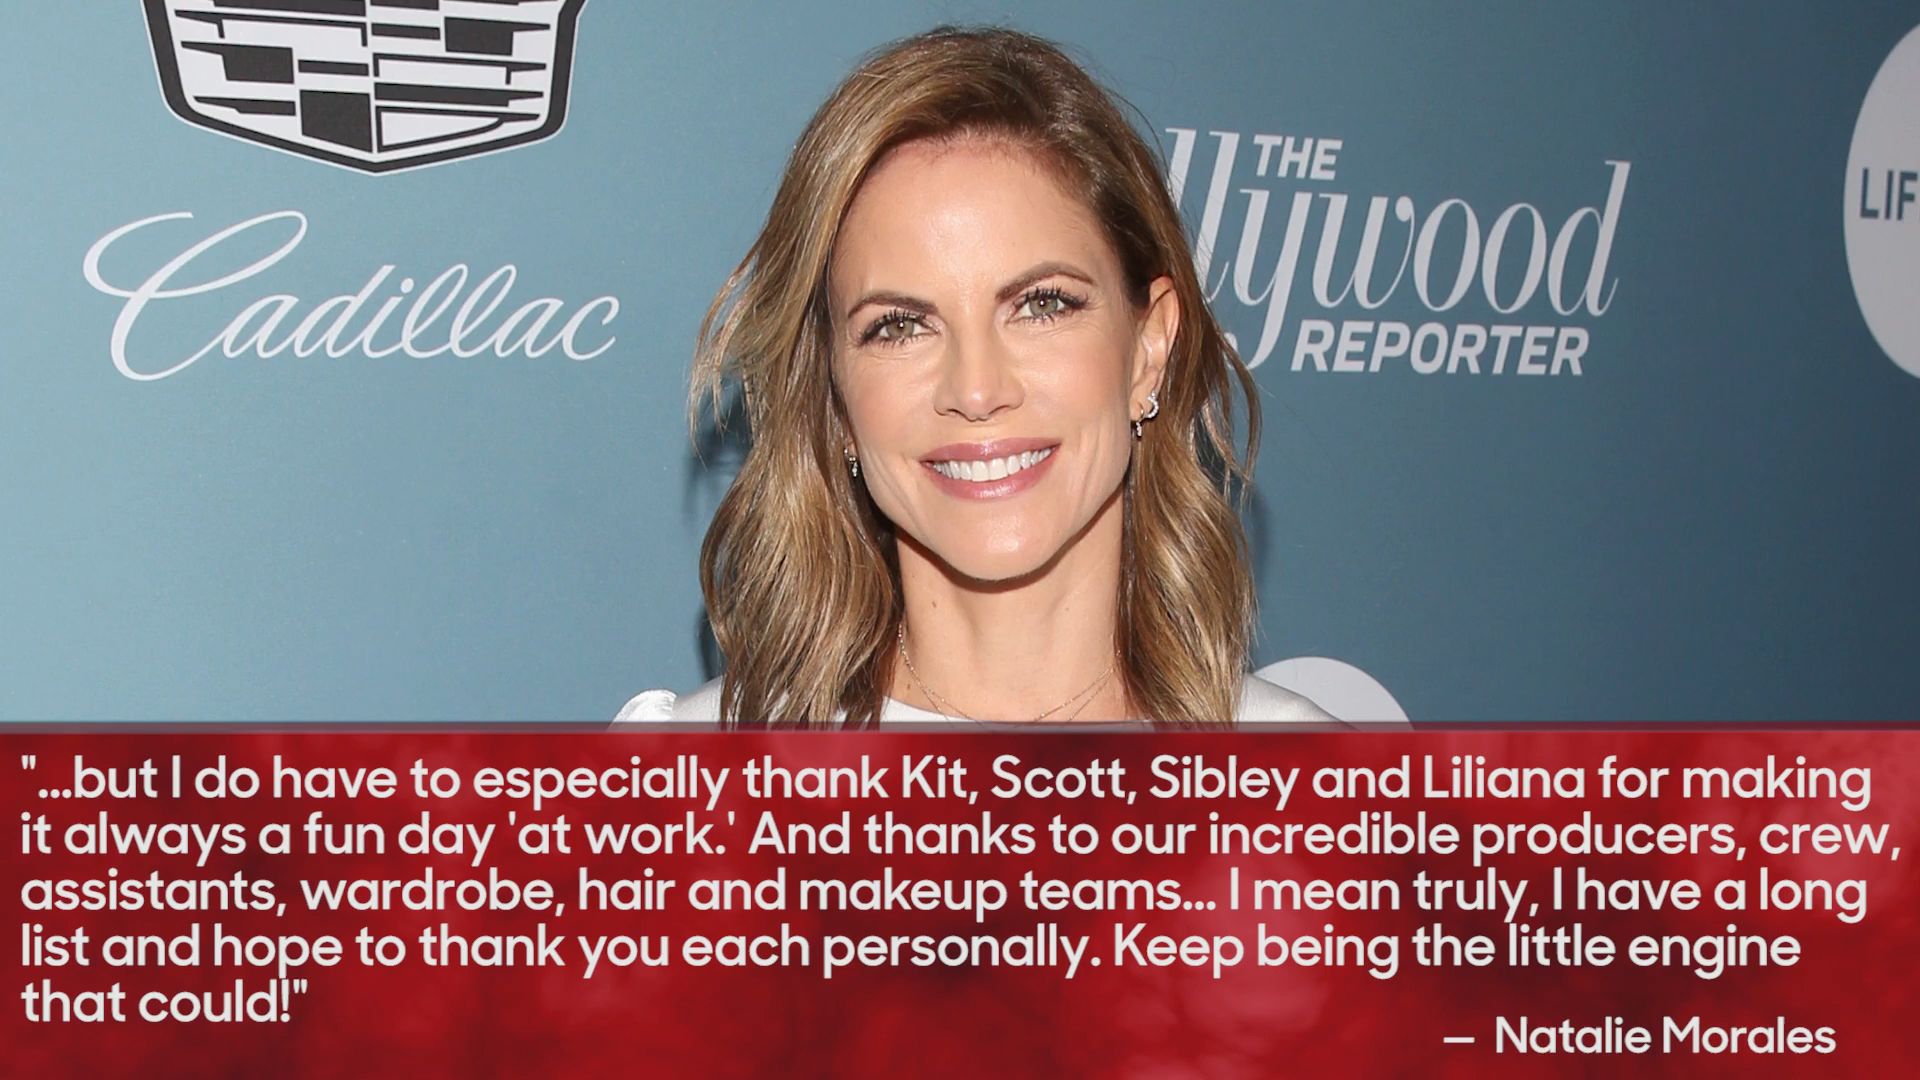 Cadillac
THE
llywood
REPORTER
LIF
"...but I do have to especially thank Kit, Scott, Sibley and Liliana for making
it always a fun day 'at work.' And thanks to our incredible producers, crew,
assistants, wardrobe, hair and makeup teams... I mean truly, I have a long
list and hope to thank you each personally. Keep being the little engine
that could!"
— Natalie Morales